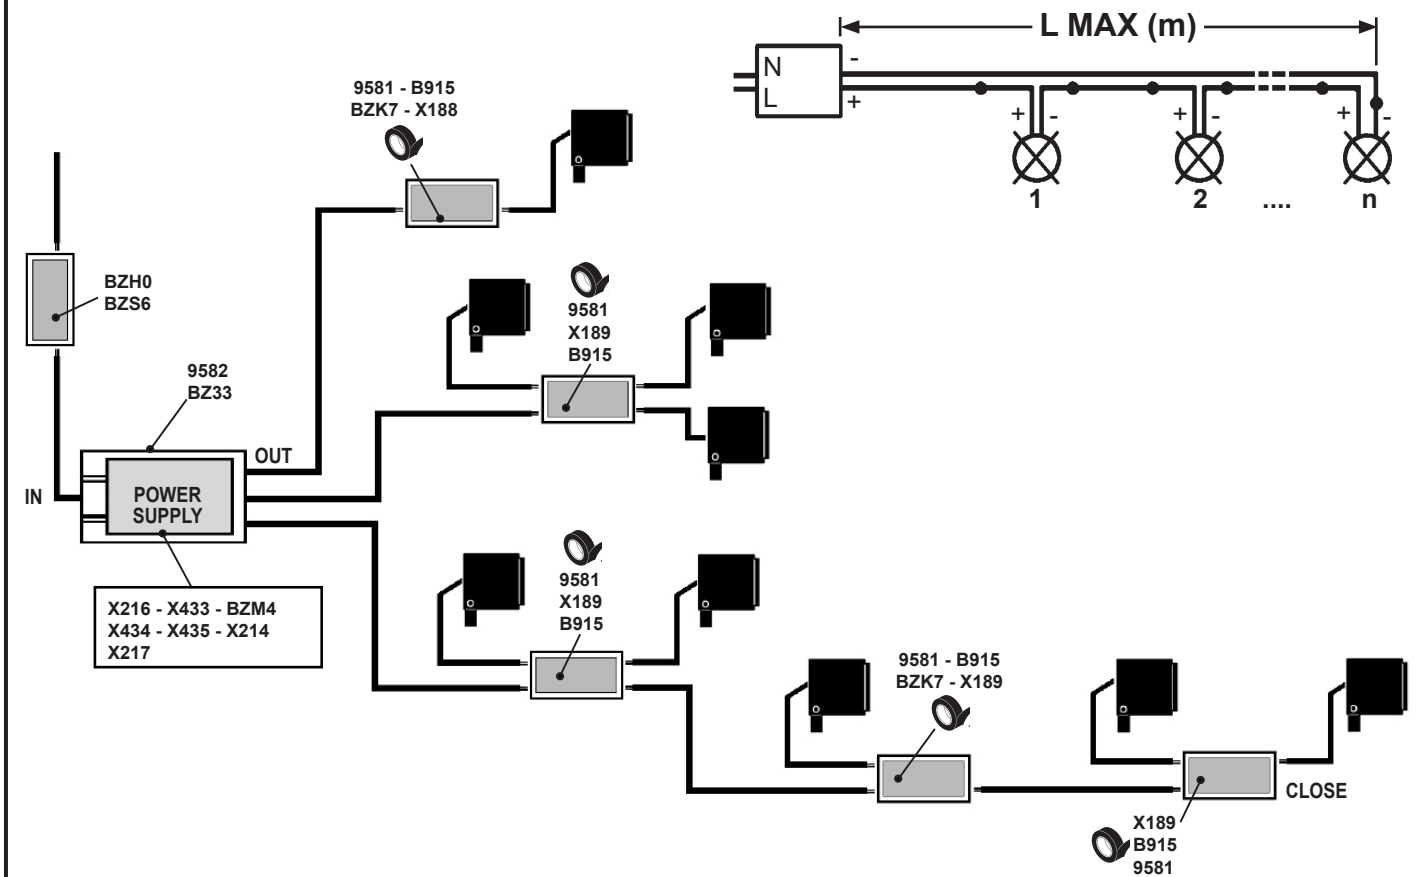 L MAX (m)
N
L
-
+
+ -
+ -
+ -
1 2 .... n
9581 - B915
BZK7 - X188
BZH0
BZS6
9581
X189
B915
9582
BZ33
OUT
IN
POWER
SUPPLY
X216 - X433 - BZM4
X434 - X435 - X214
X217
9581
X189
B915
9581 - B915
BZK7 - X189
CLOSE
X189
B915
9581